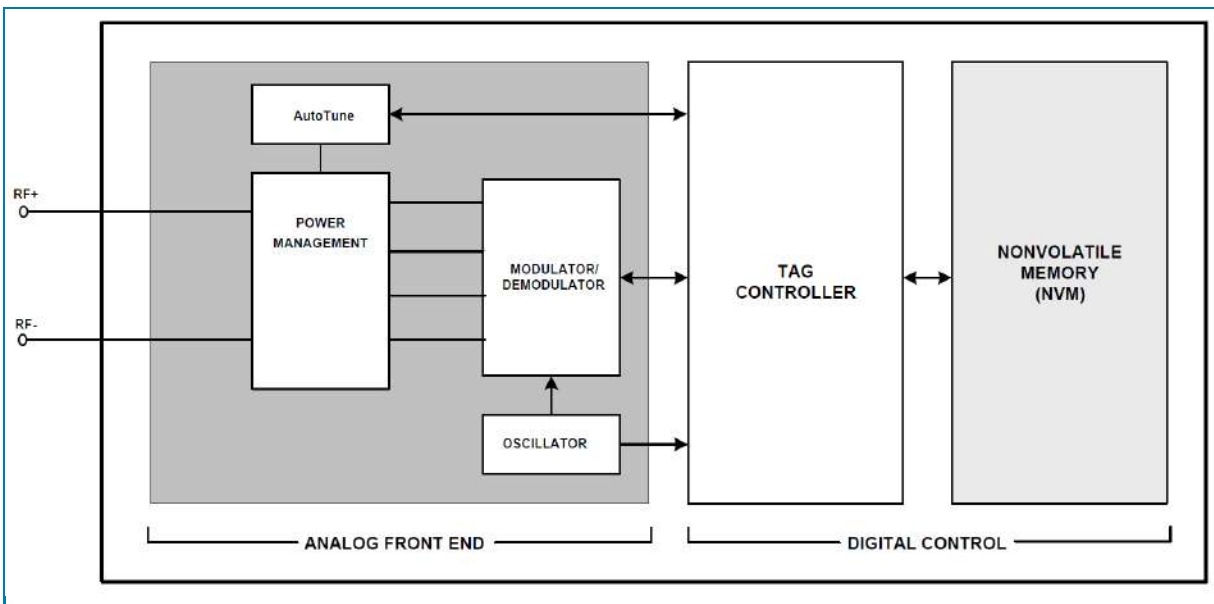 AutoTune
RF+
POWER
MANAGEMENT
MODULATOR/
DEMODULATOR
TAG
CONTROLLER
NONVOLATILE
MEMORY
(NVM)
RF-
OSCILLATOR
ANALOG FRONT END
DIGITAL CONTROL